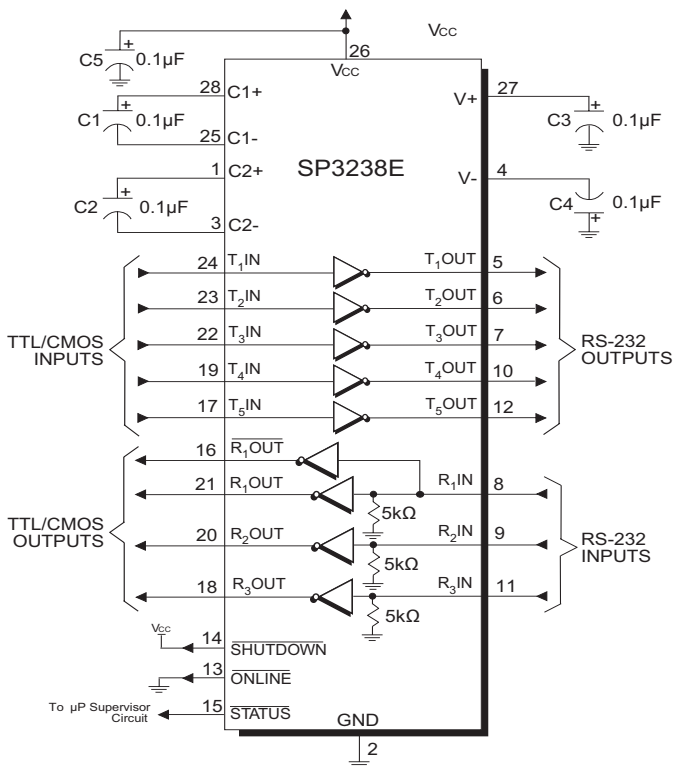 VCC
26
VCC
C5 + 0.1µF
28 C1+
C1 + 0.1µF
25 C1-
1 C2+
C2 + 0.1µF
3 C2-
SP3238E
V+ 27
C3 + 0.1µF
V- 4
C4 + 0.1µF
TTL/CMOS
INPUTS
24 T1IN T1OUT 5
23 T2IN T2OUT 6
22 T3IN T3OUT 7
19 T4IN T4OUT 10
17 T5IN T5OUT 12
RS-232
OUTPUTS
TTL/CMOS
OUTPUTS
16 R1OUT
21 R1OUT R1IN 8
5kΩ
20 R2OUT R2IN 9
5kΩ
18 R3OUT R3IN 11
5kΩ
RS-232
INPUTS
VCC
14 SHUTDOWN
13 ONLINE
To µP Supervisor
Circuit
15 STATUS
GND
2